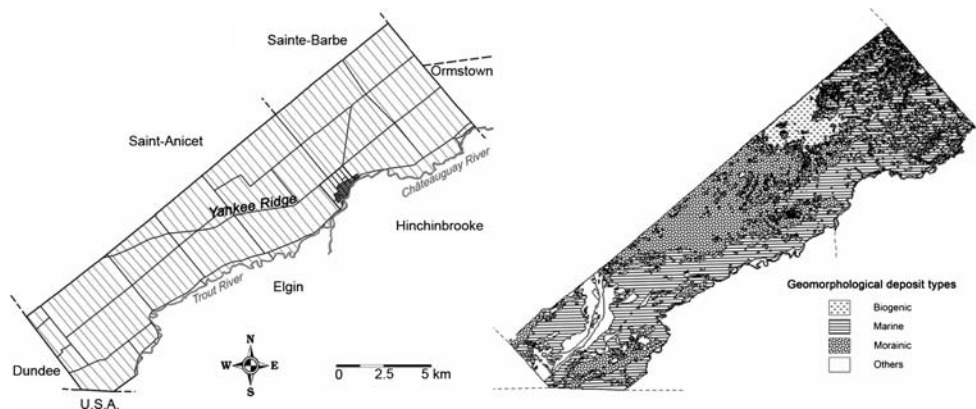 Sainte-Barbe
Ormstown
Saint-Anicet
Châteauguay River
Yankee Ridge
Hinchinbrooke
Trout River
Elgin
Dundee
U.S.A.
N
W E
S
0 2.5 5 km
Geomorphological deposit types
Biogenic
Marine
Morainic
Others